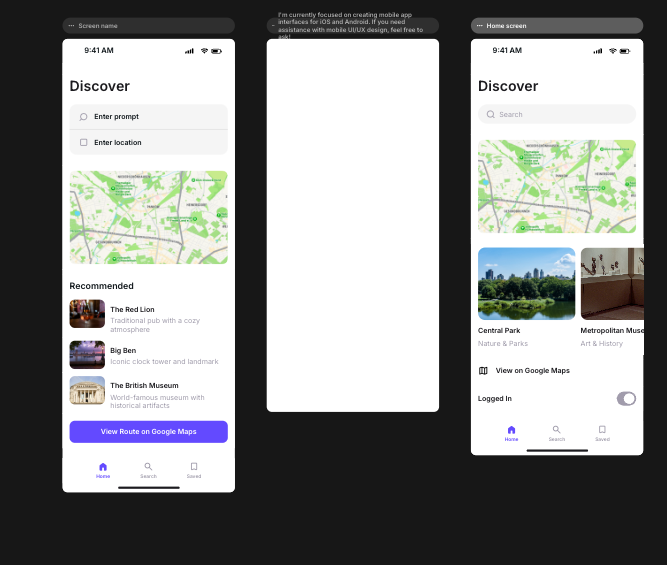 Screen name
9:41 AM
Discover
Enter prompt
Enter location
Recommended
The Red Lion
Traditional pub with a cozy
atmosphere
Big Ben
Iconic clock tower and landmark
The British Museum
World-famous museum with
historical artifacts
View Route on Google Maps
Home
Search
Saved
I'm currently focused on creating mobile app
interfaces for iOS and Android. If you need
assistance with mobile UI/UX design, feel free to
ask!
Home screen
9:41 AM
Discover
Search
Central Park
Nature & Parks
Metropolitan Muse
Art & History
View on Google Maps
Logged In
Home
Search
Saved